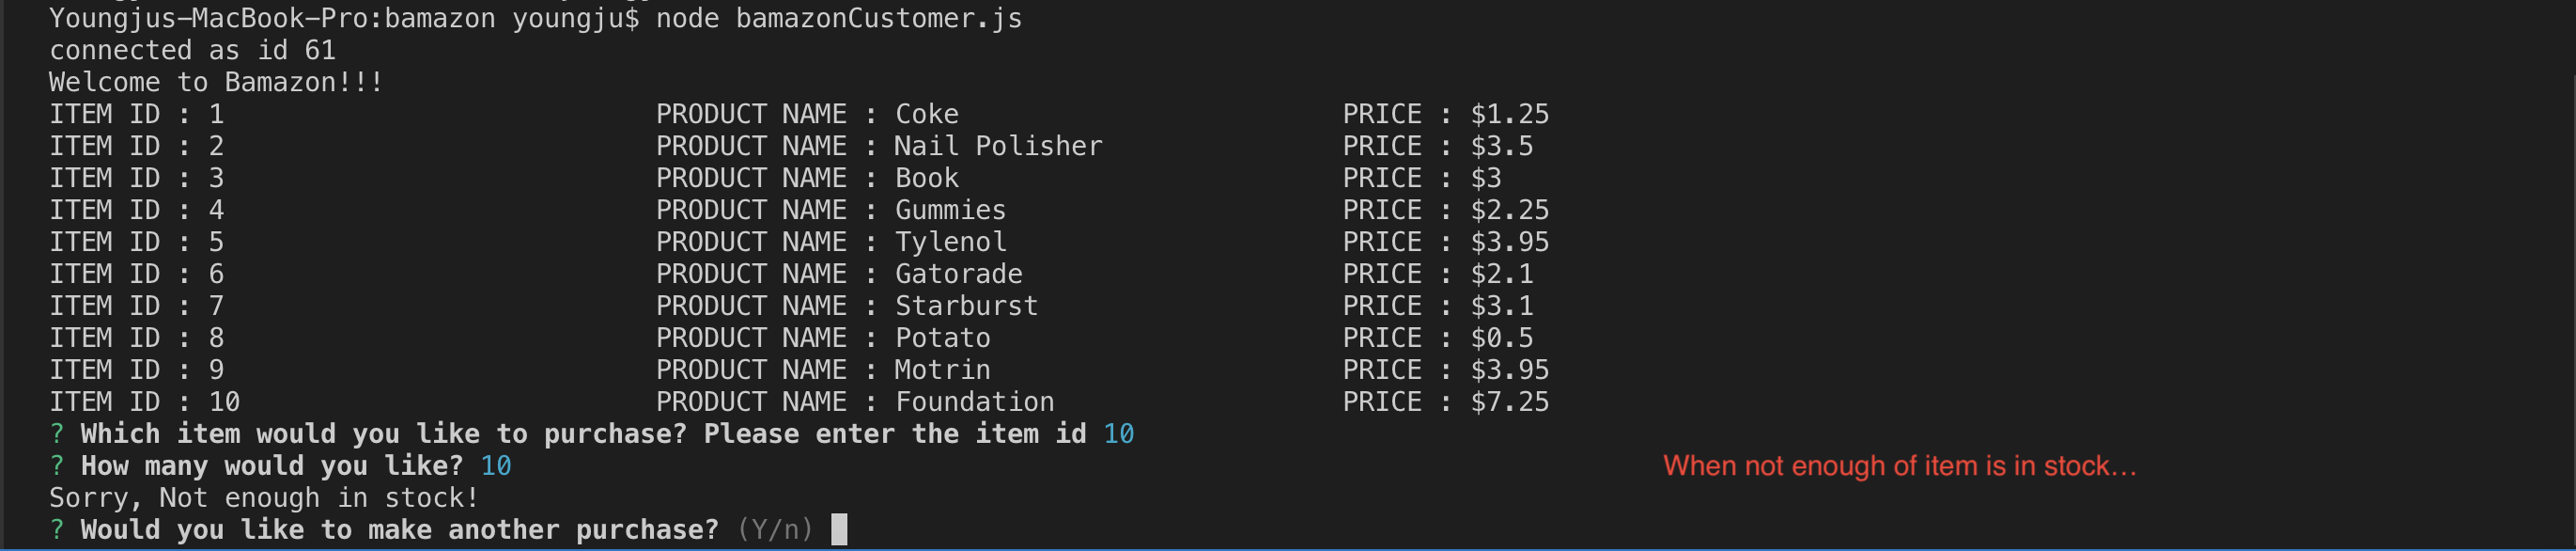 Youngjus-MacBook-Pro:bamazon youngju$ node bamazonCustomer.js
connected as id 61
Welcome to Bamazon!!!
ITEM ID : 1 PRODUCT NAME : Coke PRICE : $1.25
ITEM ID : 2 PRODUCT NAME : Nail Polisher PRICE : $3.5
ITEM ID : 3 PRODUCT NAME : Book PRICE : $3
ITEM ID : 4 PRODUCT NAME : Gummies PRICE : $2.25
ITEM ID : 5 PRODUCT NAME : Tylenol PRICE : $3.95
ITEM ID : 6 PRODUCT NAME : Gatorade PRICE : $2.1
ITEM ID : 7 PRODUCT NAME : Starburst PRICE : $3.1
ITEM ID : 8 PRODUCT NAME : Potato PRICE : $0.5
ITEM ID : 9 PRODUCT NAME : Motrin PRICE : $3.95
ITEM ID : 10 PRODUCT NAME : Foundation PRICE : $7.25
? Which item would you like to purchase? Please enter the item id 10
? How many would you like? 10
When not enough of item is in stock...
Sorry, Not enough in stock!
? Would you like to make another purchase? (Y/n)